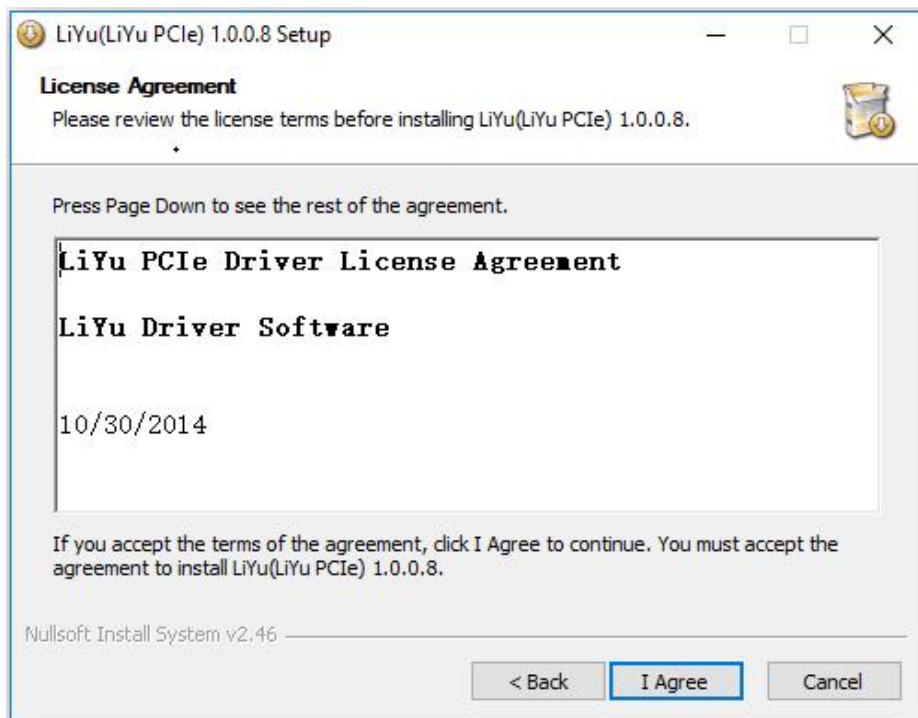 LiYu(LiYu PCIe) 1.0.0.8 Setup
License Agreement
Please review the license terms before installing LiYu(LiYu PCIe) 1.0.0.8.
Press Page Down to see the rest of the agreement.
LiYu PCIe Driver License Agreement
LiYu Driver Software
10/30/2014
If you accept the terms of the agreement, click I Agree to continue. You must accept the
agreement to install LiYu(LiYu PCIe) 1.0.0.8.
Nullsoft Install System v2.46
< Back I Agree Cancel